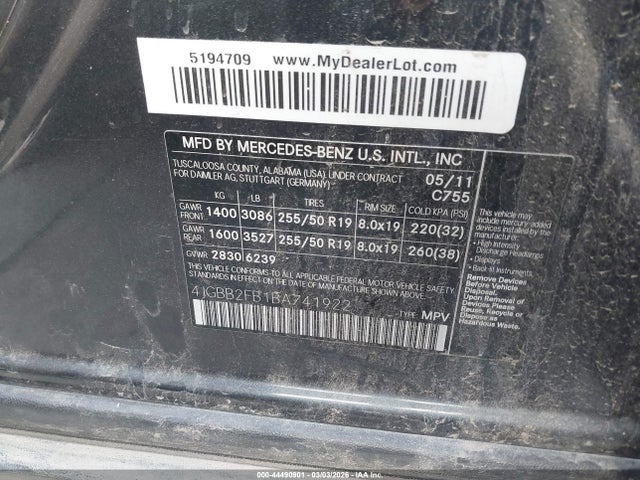 5194709 www.MyDealerLot.com
MFD BY MERCEDES-BENZ U.S. INTL., INC
TUSCALOOSA COUNTY, ALABAMA (USA), UNDER CONTRACT
FOR DAIMLER AG, STUTTGART (GERMANY)
05/11
C755
KG LB TIRES RIM SIZE COLD KPA (PSI)
GAWR FRONT 1400 3086 255/50 R19 8.0x19 220(32)
GAWR REAR 1600 3527 255/50 R19 8.0x19 260(38)
GVWR 2830 6239
THIS VEHICLE CONFORMS TO ALL APPLICABLE
FEDERAL MOTOR VEHICLE SAFETY
STANDARDS IN EFFECT ON THE
DATE OF MANUFACTURE SHOWN
ABOVE.
4JGBB2FB1BA741922
TYPE: MPV
This vehicle may
include mercury added
devices installed by the
manufacturer:
• High Intensity
Discharge Headlamps
• Displays
• Back lit Instruments
Remove Devices
Before Vehicle
Disposal. Upon
Removal of
Devices Please
Reuse, Recycle or
Dispose as
Hazardous Waste.
000-44490901 - 03/03/2026 - IAA Inc.